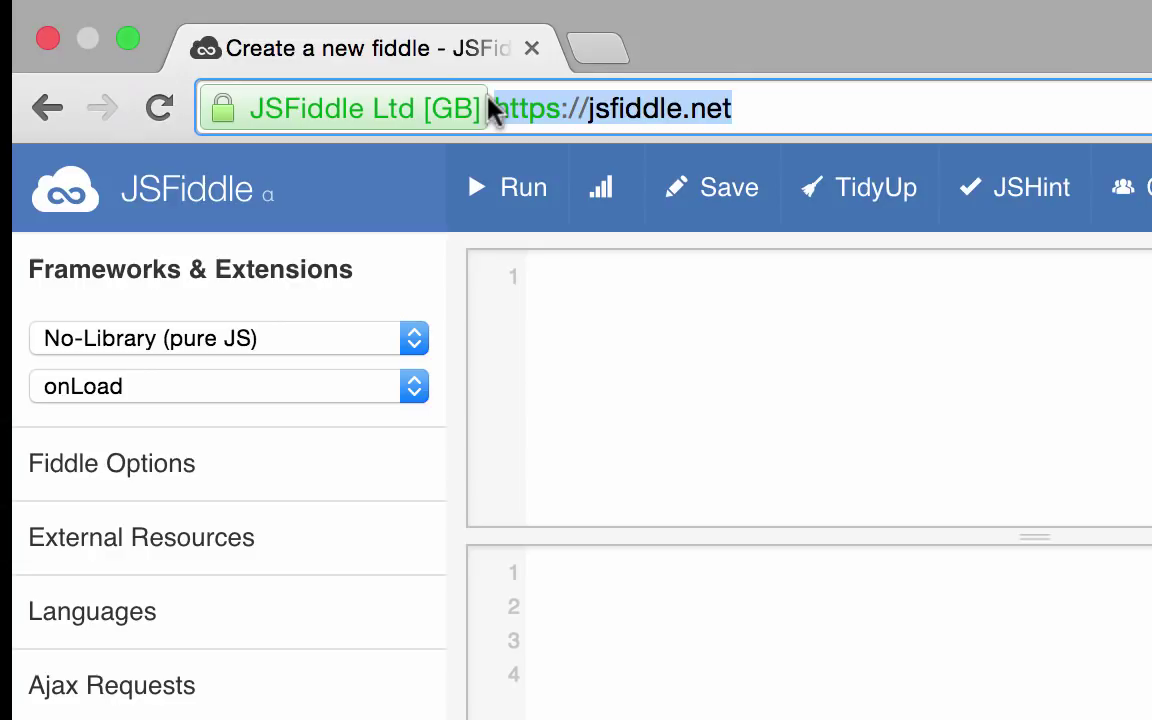 Create a new fiddle - JSFid
JSFiddle Ltd [GB] https://jsfiddle.net
JSFiddle α
Run
Save
TidyUp
JSHint
Frameworks & Extensions
No-Library (pure JS)
onLoad
Fiddle Options
External Resources
Languages
Ajax Requests
1
1
2
3
4